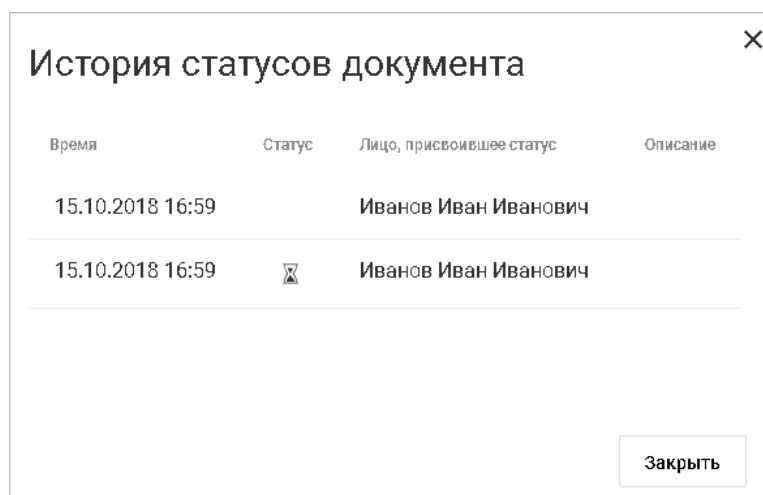 История статусов документа
Время Статус Лицо, присвоившее статус Описание
15.10.2018 16:59 Иванов Иван Иванович
15.10.2018 16:59 Иванов Иван Иванович
Закрыть